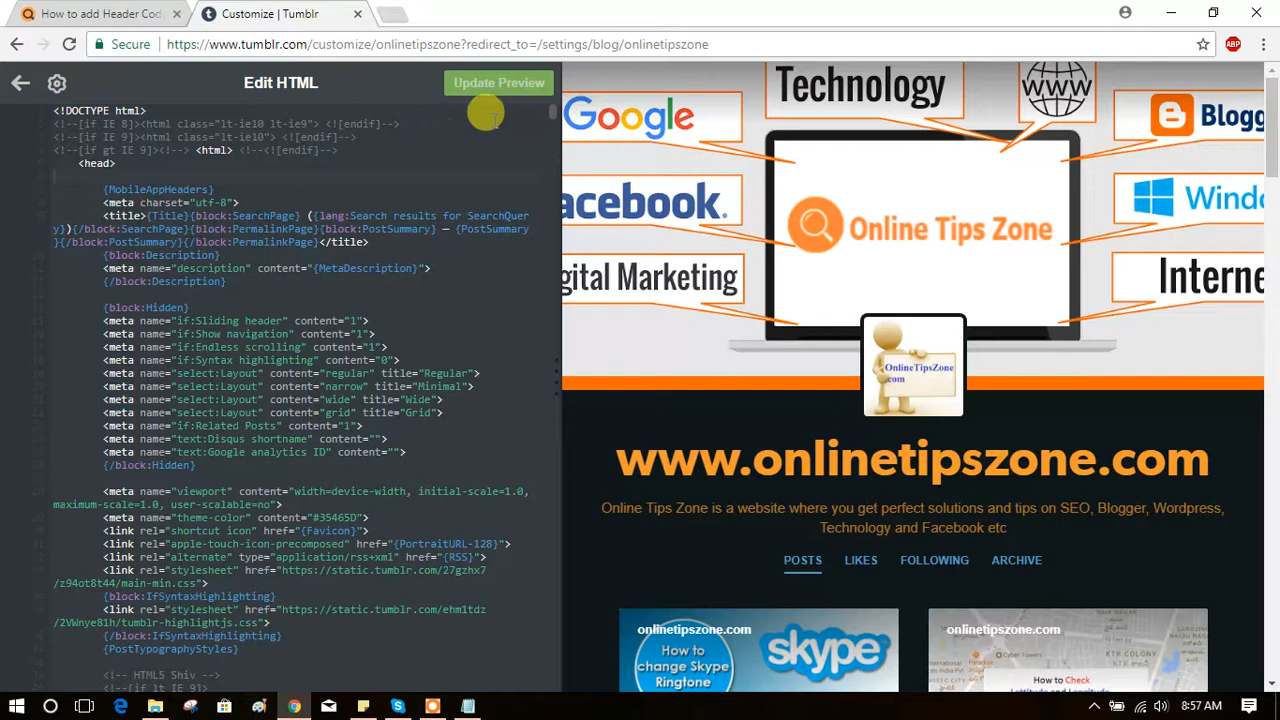 How to add Header Co
Customize | Tumblr
Secure
https://www.tumblr.com/customize/onlinetipszone?redirect_to=/settings/blog/onlinetipszone
ABP
Edit HTML
Update Preview
<!DOCTYPE html>
<!--[if IE 8]><html class="lt-ie10 lt-ie9"> <![endif]-->
<!--[if IE 9]><html class="lt-ie10"> <![endif]-->
<!--[if gt IE 9]><!--> <html> <!--<![endif]-->
<head>
{MobileAppHeaders}
<meta charset="utf-8">
<title>{Title}{block:SearchPage} ({lang:Search results for SearchQuer
y}){/block:SearchPage}{block:PermalinkPage}{block:PostSummary} — {PostSummary
}{/block:PostSummary}{/block:PermalinkPage}</title>
{block:Description}
<meta name="description" content="{MetaDescription}">
{/block:Description}
{block:Hidden}
<meta name="if:Sliding header" content="1">
<meta name="if:Show navigation" content="1">
<meta name="if:Endless scrolling" content="1">
<meta name="if:Syntax highlighting" content="0">
<meta name="select:Layout" content="regular" title="Regular">
<meta name="select:Layout" content="narrow" title="Minimal">
<meta name="select:Layout" content="wide" title="Wide">
<meta name="select:Layout" content="grid" title="Grid">
<meta name="if:Related Posts" content="1">
<meta name="text:Disqus shortname" content="">
<meta name="text:Google analytics ID" content="">
{/block:Hidden}
<meta name="viewport" content="width=device-width, initial-scale=1.0,
maximum-scale=1.0, user-scalable=no">
<meta name="theme-color" content="#35465D">
<link rel="shortcut icon" href="{Favicon}">
<link rel="apple-touch-icon-precomposed" href="{PortraitURL-128}">
<link rel="alternate" type="application/rss+xml" href="{RSS}">
<link rel="stylesheet" href="https://static.tumblr.com/27gzhx7
/z94ot8t44/main-min.css">
{block:IfSyntaxHighlighting}
<link rel="stylesheet" href="https://static.tumblr.com/ehm1tdz
/2VWnye81h/tumblr-highlightjs.css">
{/block:IfSyntaxHighlighting}
{PostTypographyStyles}
<!-- HTML5 Shiv -->
<!--[if lt IE 9]>
Technology
WWW
Google
Blogg
acebook.
Windo
Online Tips Zone
igital Marketing
Interne
OnlineTipsZone
.com
www.onlinetipszone.com
Online Tips Zone is a website where you get perfect solutions and tips on SEO, Blogger, Wordpress,
Technology and Facebook etc
POSTS LIKES FOLLOWING ARCHIVE
onlinetipszone.com
How to
change Skype
Ringtone
skype
onlinetipszone.com
Cyber Towers
KTR COLONY
How to Check
8:57 AM